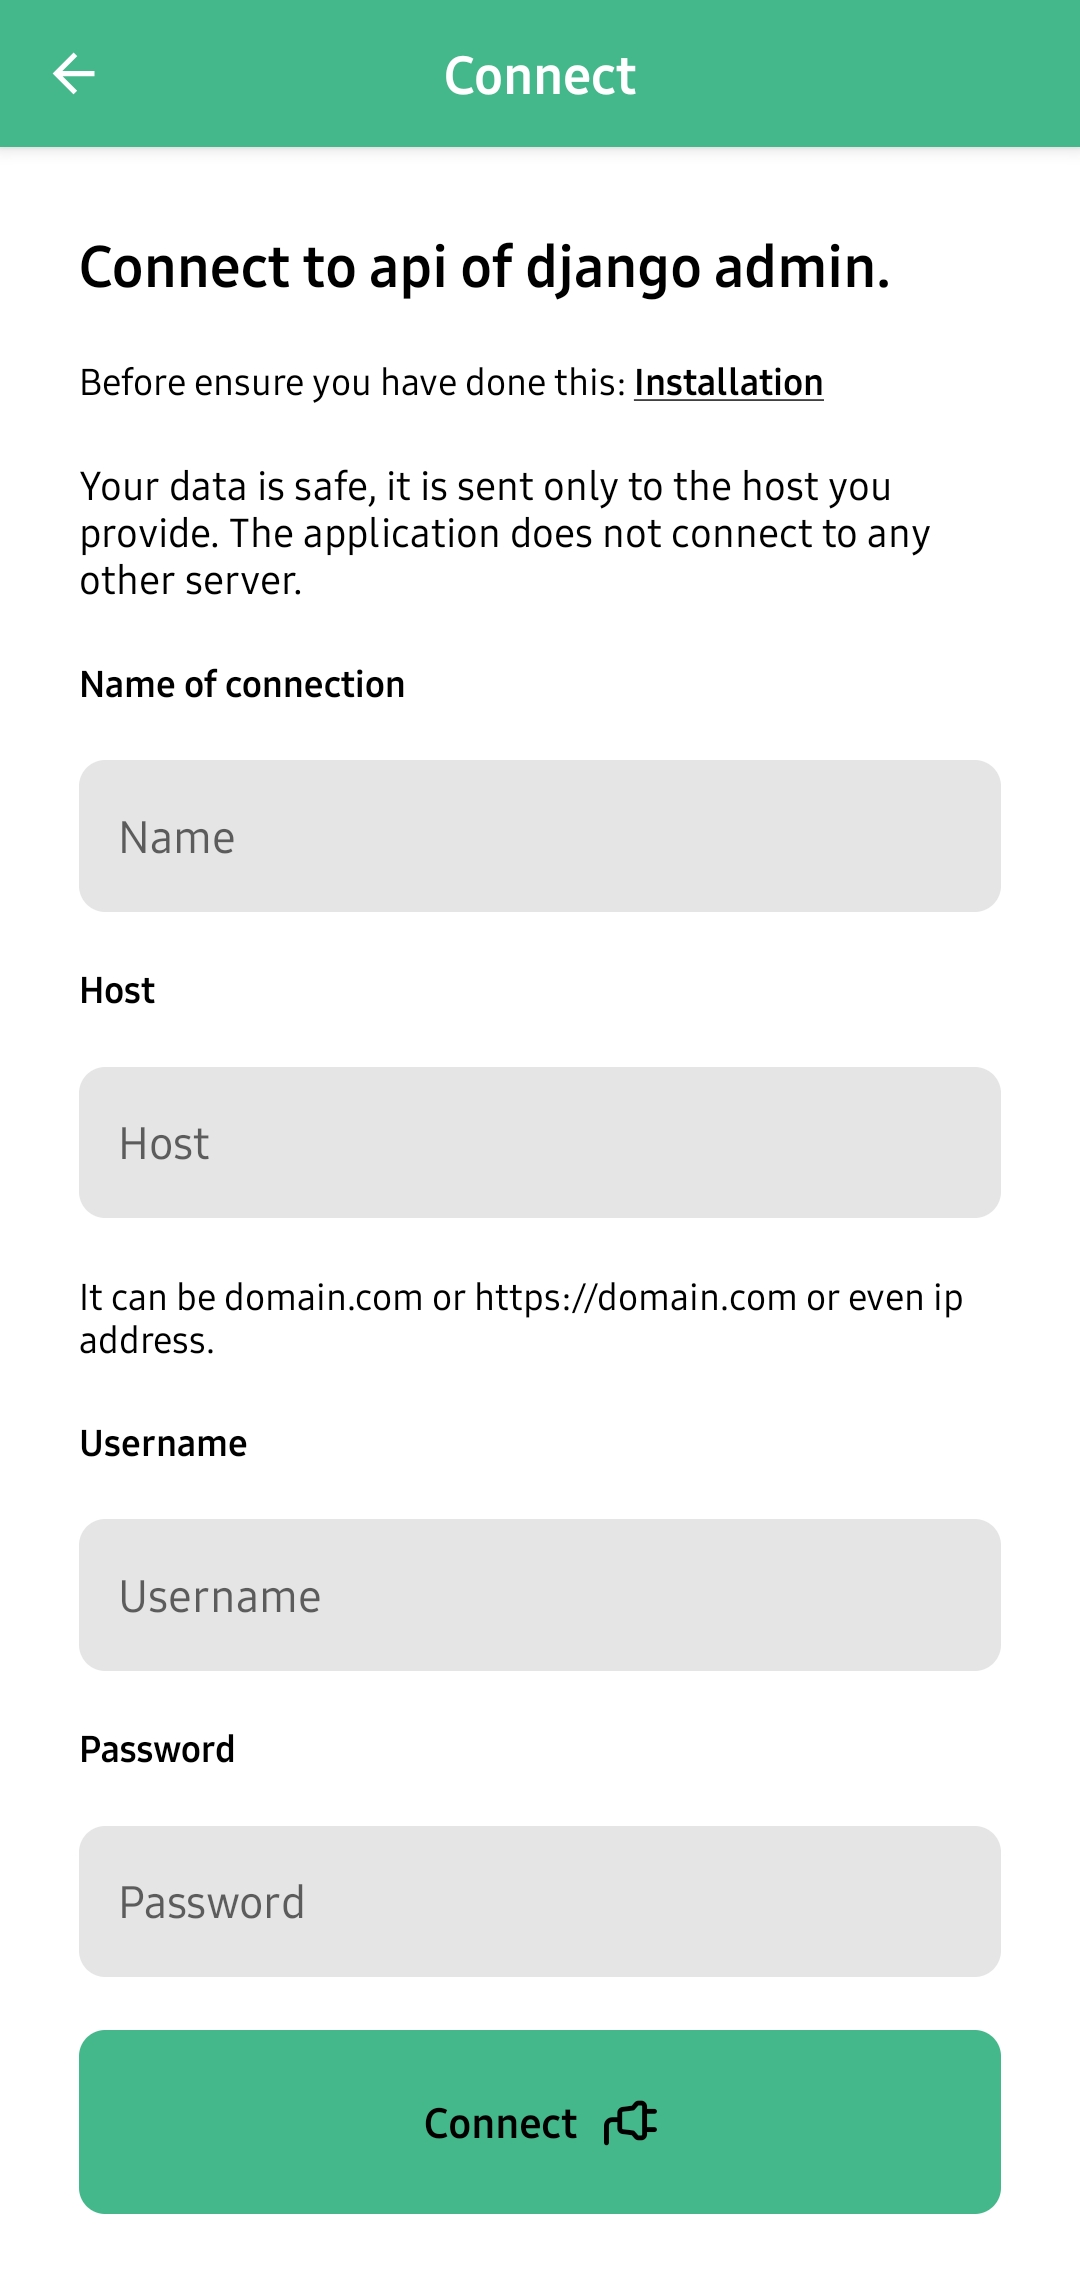 Connect
Connect to api of django admin.
Before ensure you have done this: Installation
Your data is safe, it is sent only to the host you
provide. The application does not connect to any
other server.
Name of connection
Name
Host
Host
It can be domain.com or https://domain.com or even ip
address.
Username
Username
Password
Password
Connect